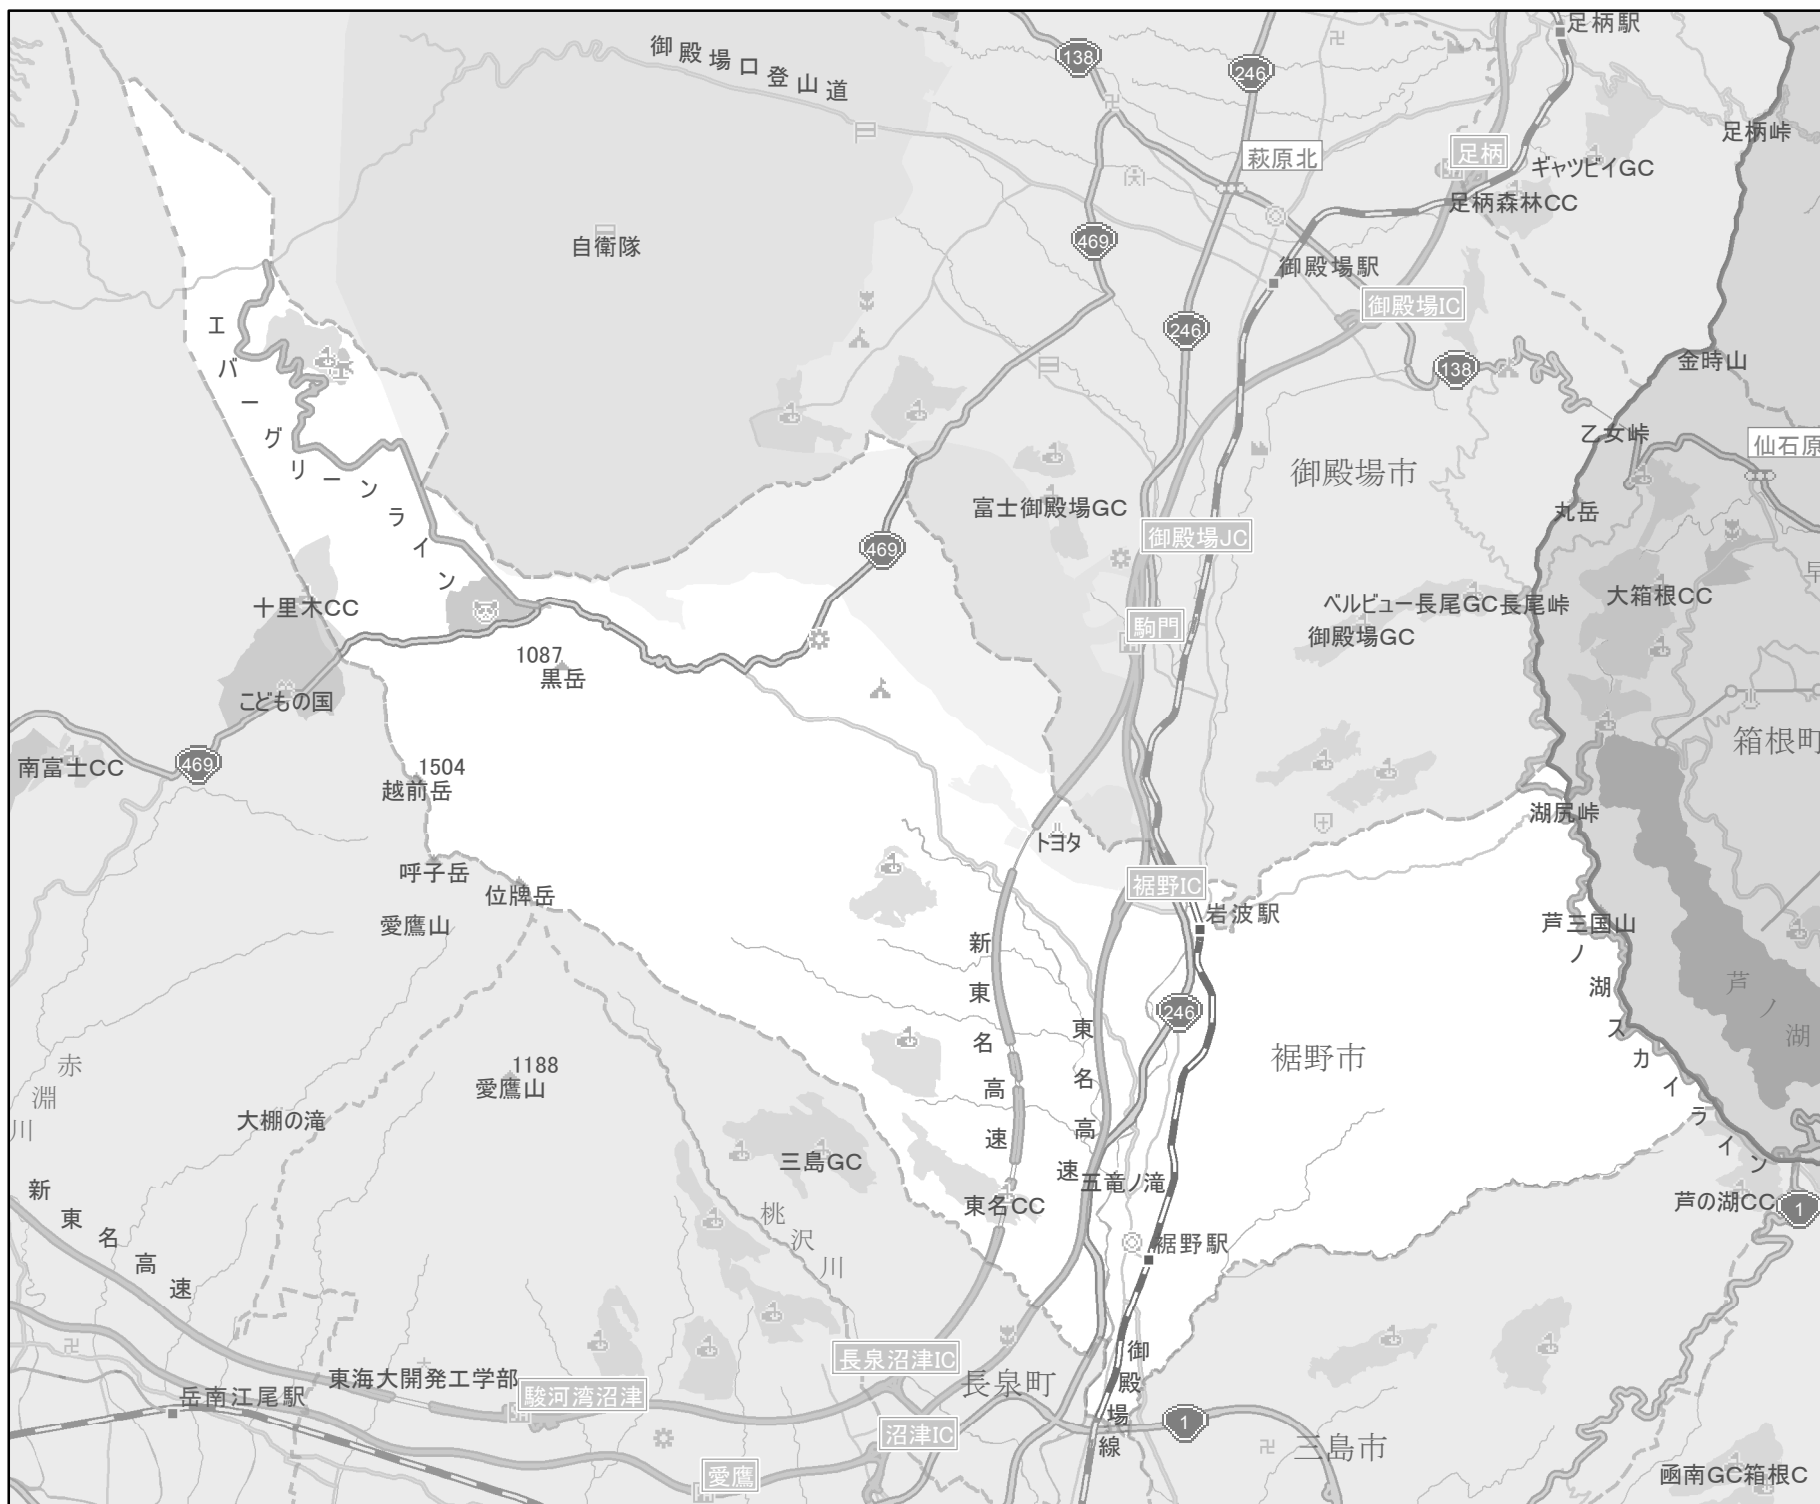 足柄駅
御殿場口登山道
138
246
足柄峠
萩原北
足柄
ギャツビイGC
足柄森林CC
自衛隊
469
御殿場駅
御殿場IC
246
エバーグリーンライン
138
金時山
乙女峠
仙石原
御殿場市
富士御殿場GC
丸岳
御殿場JC
469
早
十里木CC
ベルビュー長尾GC
長尾峠
大箱根CC
駒門
御殿場GC
1087
黒岳
こどもの国
箱根町
南富士CC
469
1504
越前岳
湖尻峠
トヨタ
呼子岳
位牌岳
裾野IC
愛鷹山
岩波駅
三国山
芦ノ湖スカイライン
芦ノ湖
新東名高速
東名高速
246
裾野市
赤淵川
1188
愛鷹山
大棚の滝
三島GC
五竜ノ滝
東名CC
芦の湖CC
1
新東名高速
桃沢川
裾野駅
長泉沼津IC
御殿場線
東海大開発工学部
長泉町
岳南江尾駅
駿河湾沼津
沼津IC
1
三島市
愛鷹
凾南GC箱根C